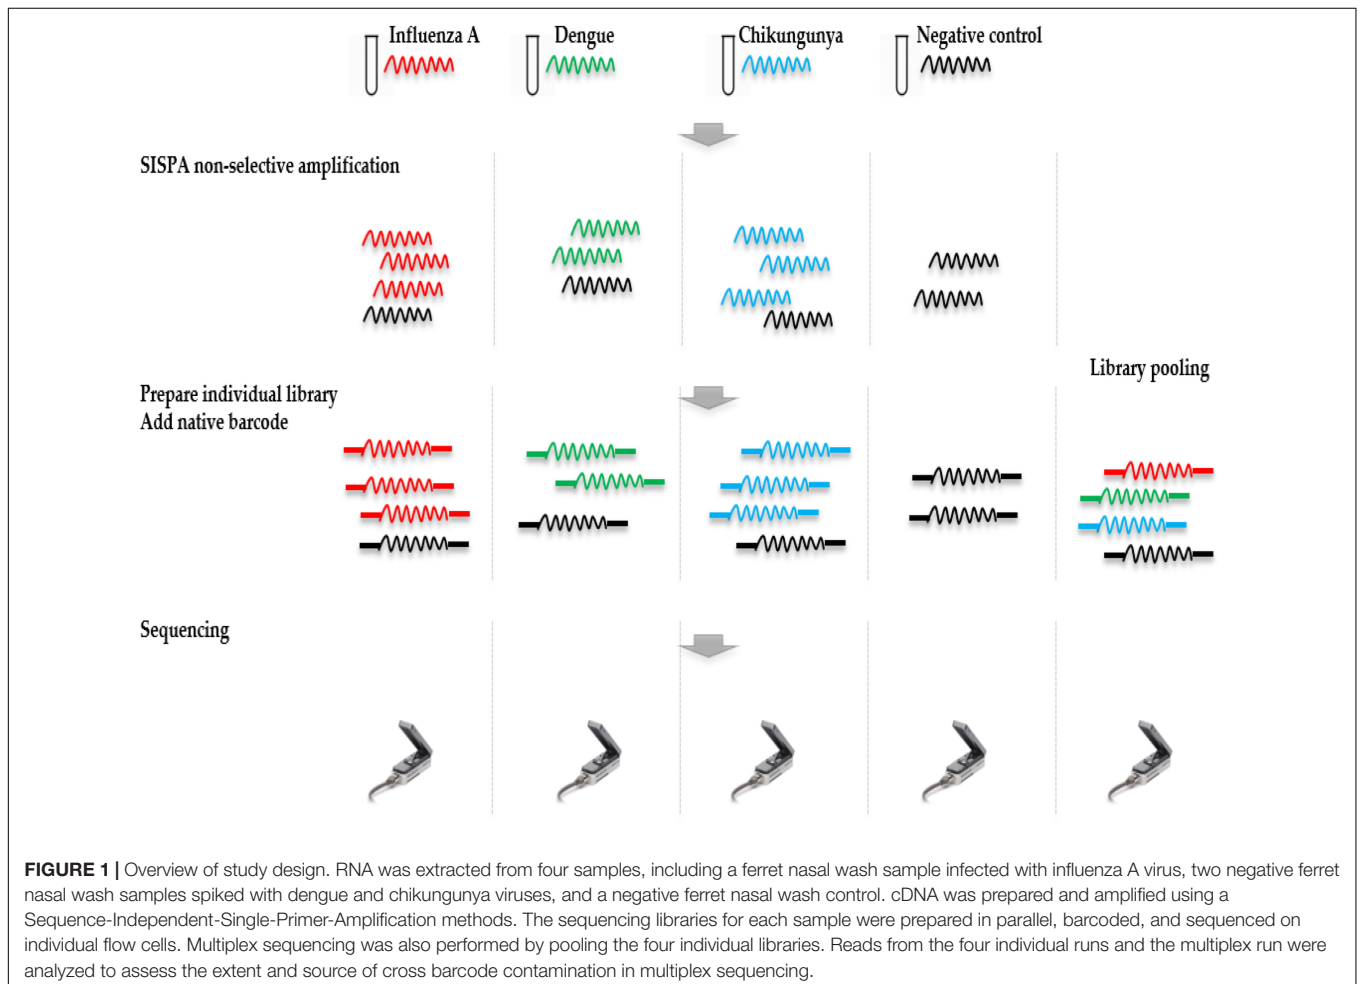 Influenza A
Dengue
Chikungunya
Negative control
SISPA non-selective amplification
Library pooling
Prepare individual library
Add native barcode
Sequencing
FIGURE 1 | Overview of study design. RNA was extracted from four samples, including a ferret nasal wash sample infected with influenza A virus, two negative ferret
nasal wash samples spiked with dengue and chikungunya viruses, and a negative ferret nasal wash control. cDNA was prepared and amplified using a
Sequence-Independent-Single-Primer-Amplification methods. The sequencing libraries for each sample were prepared in parallel, barcoded, and sequenced on
individual flow cells. Multiplex sequencing was also performed by pooling the four individual libraries. Reads from the four individual runs and the multiplex run were
analyzed to assess the extent and source of cross barcode contamination in multiplex sequencing.